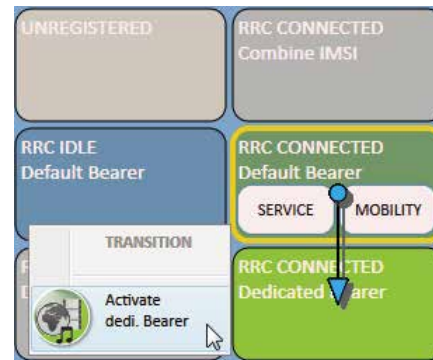 UNREGISTERED
RRC CONNECTED
Combine IMSI
RRC IDLE
Default Bearer
RRC CONNECTED
Default Bearer
SERVICE
MOBILITY
TRANSITION
Activate
dedi. Bearer
RRC CONNECTED
Dedicated Bearer